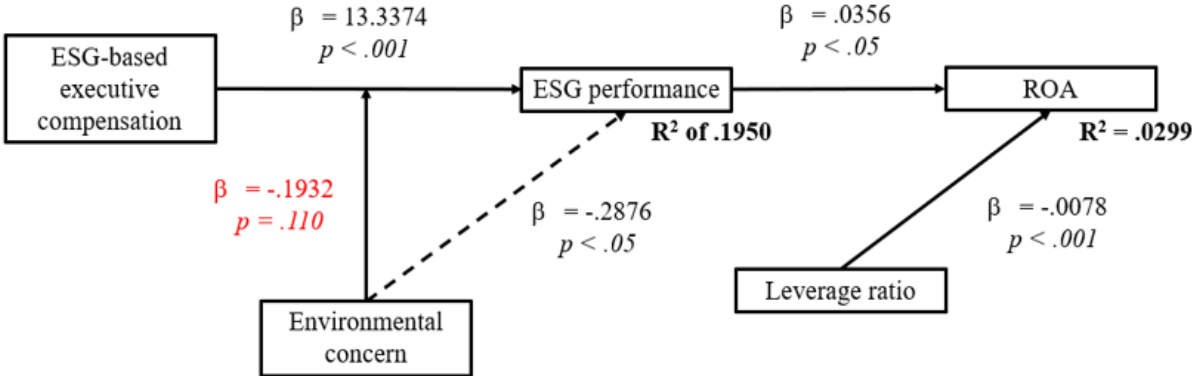 β = 13.3374
p < .001
β = .0356
p < .05
ESG-based
executive
compensation
ESG performance
ROA
R² of .1950
R² = .0299
β = -.1932
p = .110
β = -.2876
p < .05
β = -.0078
p < .001
Leverage ratio
Environmental
concern